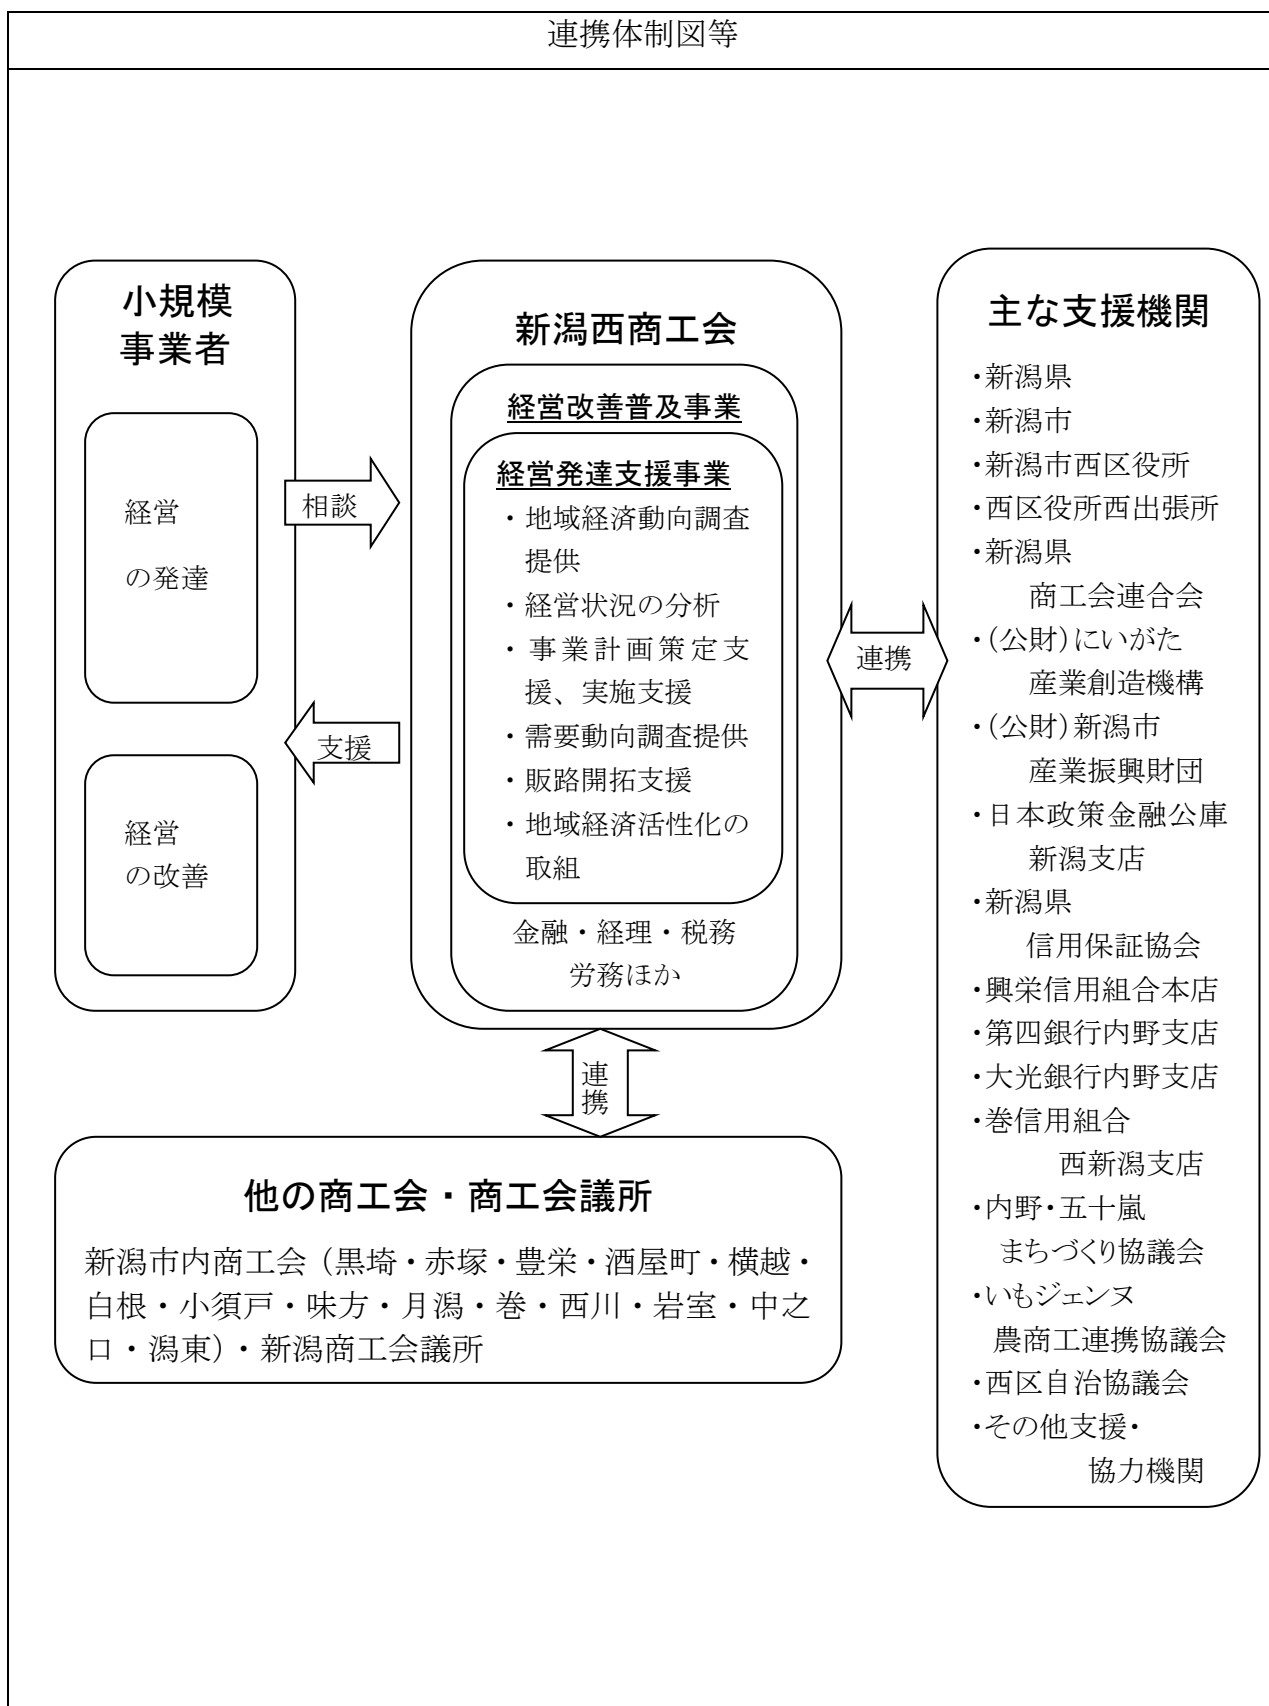 連携体制図等
小規模
事業者
経営
の発達
経営
の改善
相談
支援
新潟西商工会
経営改善普及事業
経営発達支援事業
・地域経済動向調査
提供
・経営状況の分析
・事業計画策定支
援、実施支援
・需要動向調査提供
・販路開拓支援
・地域経済活性化の
取組
金融・経理・税務
労務ほか
連携
主な支援機関
・新潟県
・新潟市
・新潟市西区役所
・西区役所西出張所
・新潟県
商工会連合会
・(公財)にいがた
産業創造機構
・(公財)新潟市
産業振興財団
・日本政策金融公庫
新潟支店
・新潟県
信用保証協会
・興栄信用組合本店
・第四銀行内野支店
・大光銀行内野支店
・巻信用組合
西新潟支店
・内野・五十嵐
まちづくり協議会
・いもジェンヌ
農商工連携協議会
・西区自治協議会
・その他支援・
協力機関
連
携
他の商工会・商工会議所
新潟市内商工会（黒埼・赤塚・豊栄・酒屋町・横越・
白根・小須戸・味方・月潟・巻・西川・岩室・中之
口・潟東）・新潟商工会議所